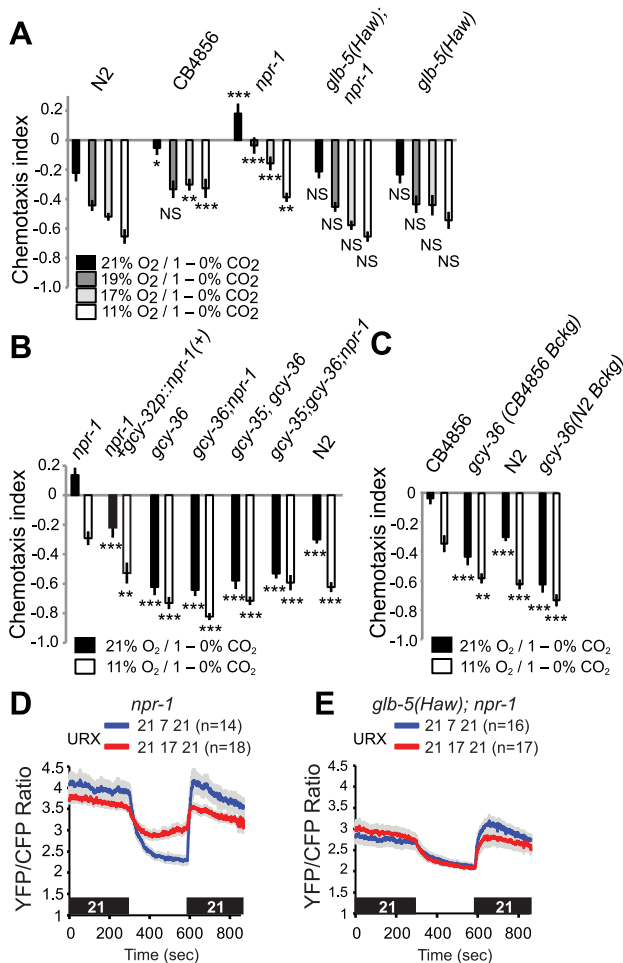 A
N2
CB4856
npr-1
glb-5(Haw);
npr-1
glb-5(Haw)
Chemotaxis index
0.2
0
-0.2
-0.4
-0.6
-0.8
-1.0
*
NS
**
***
***
***
***
**
NS
NS
NS
NS
NS
NS
NS
NS
21% O2 / 1 – 0% CO2
19% O2 / 1 – 0% CO2
17% O2 / 1 – 0% CO2
11% O2 / 1 – 0% CO2
B
npr-1
npr-1
+gcy-32p::npr-1(+)
gcy-36
gcy-36;npr-1
gcy-35; gcy-36
gcy-35;gcy-36;npr-1
N2
Chemotaxis index
0.2
0
-0.2
-0.4
-0.6
-0.8
-1.0
***
**
***
***
***
***
***
***
***
***
***
***
21% O2 / 1 – 0% CO2
11% O2 / 1 – 0% CO2
C
CB4856
gcy-36 (CB4856 Bckg)
N2
gcy-36(N2 Bckg)
Chemotaxis index
0
-0.2
-0.4
-0.6
-0.8
-1.0
***
**
***
***
***
***
21% O2 / 1 – 0% CO2
11% O2 / 1 – 0% CO2
D
npr-1
URX
21 7 21 (n=14)
21 17 21 (n=18)
YFP/CFP Ratio
4.5
4
3.5
3
2.5
2
1.5
1
21
21
0
200
400
600
800
Time (sec)
E
glb-5(Haw); npr-1
URX
21 7 21 (n=16)
21 17 21 (n=17)
YFP/CFP Ratio
4.5
4
3.5
3
2.5
2
1.5
1
21
21
0
200
400
600
800
Time (sec)